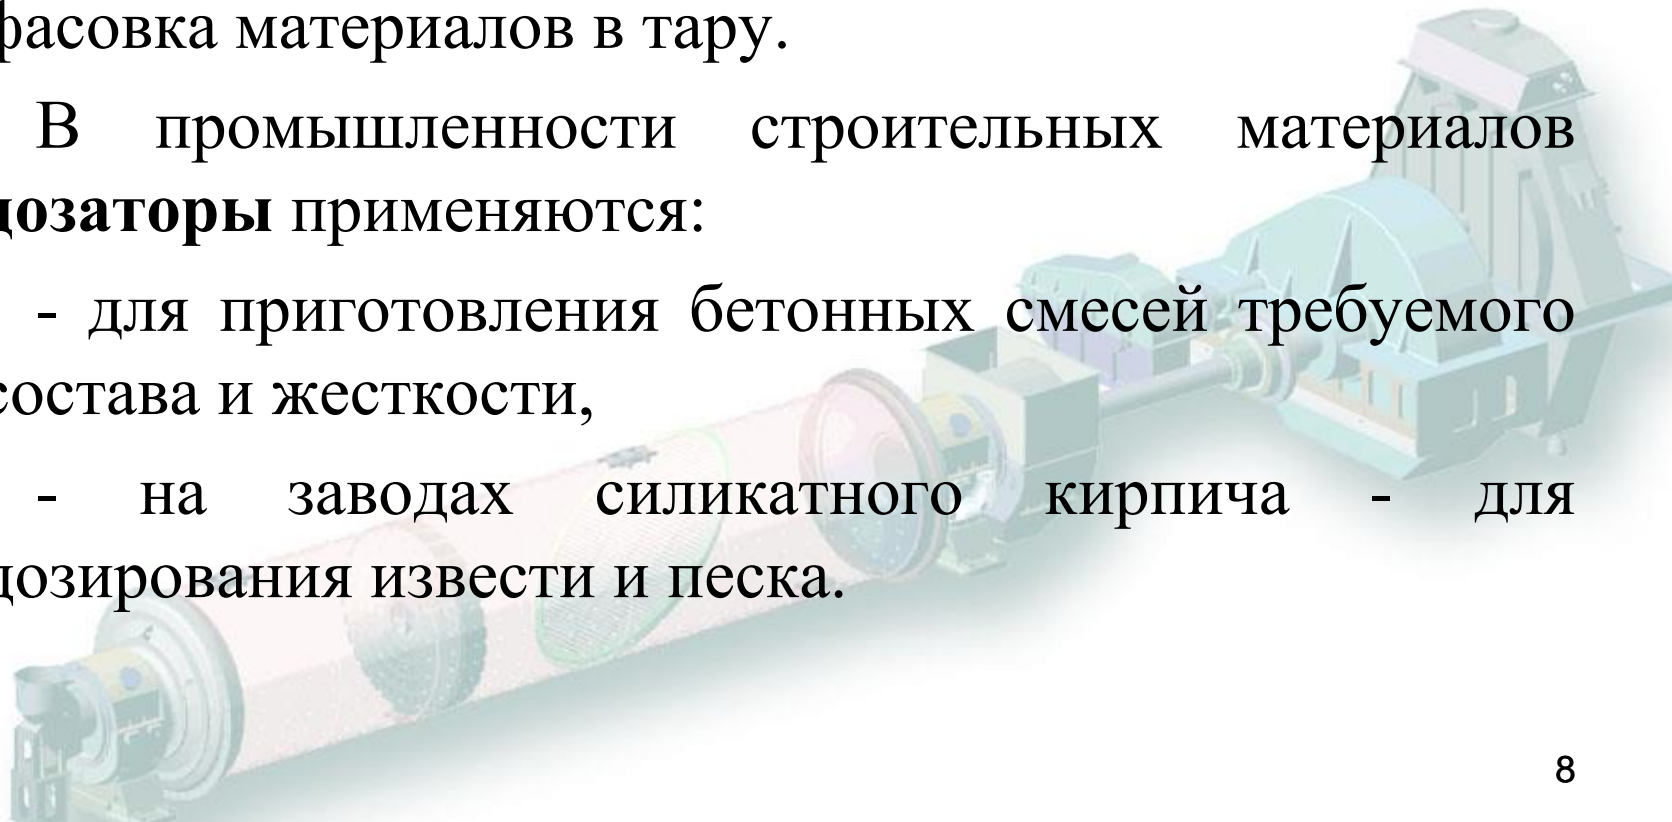 фасовка материалов в тару.
В промышленности строительных материалов
дозаторы применяются:
- для приготовления бетонных смесей требуемого
состава и жесткости,
- на заводах силикатного кирпича - для
дозирования извести и песка.
8